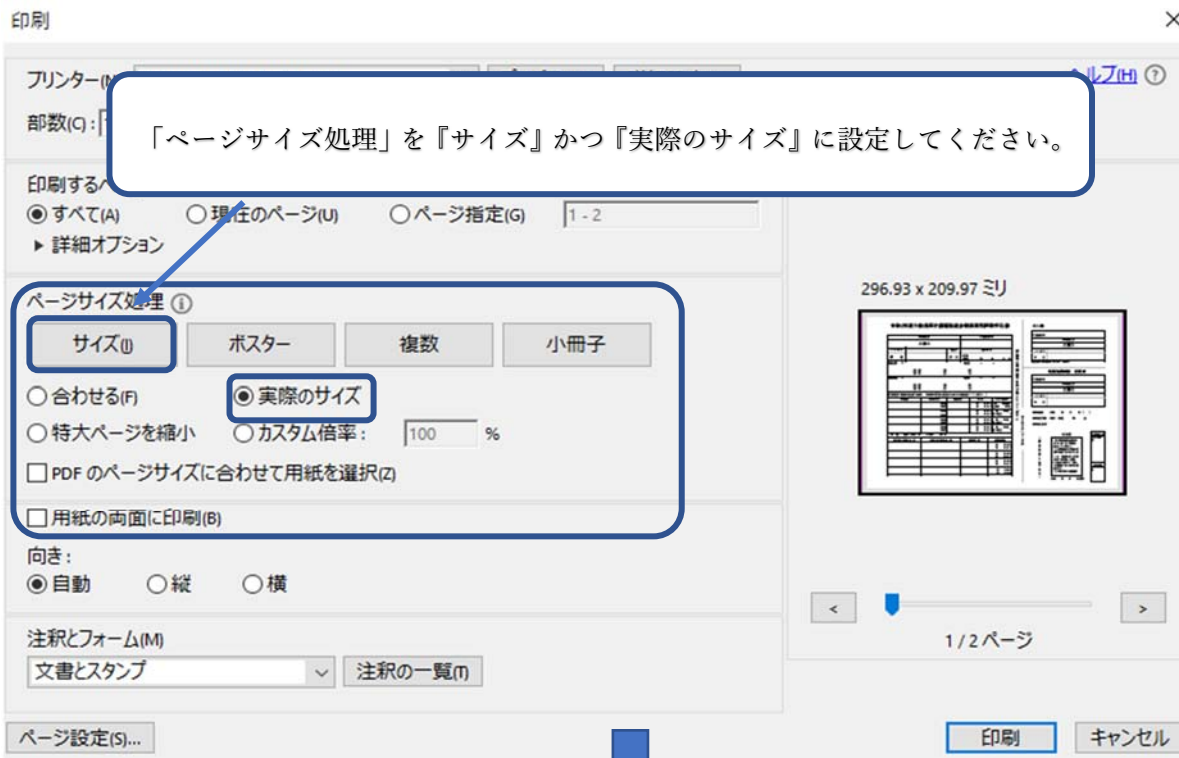 印刷
プリンター(N)
ヘルプ(H)
部数(C) :
「ページサイズ処理」を『サイズ』かつ『実際のサイズ』に設定してください。
印刷するペ
すべて(A) 現在のページ(U) ページ指定(G) 1 - 2
詳細オプション
ページサイズ処理
サイズ(I) ポスター 複数 小冊子
合わせる(F) 実際のサイズ
特大ページを縮小 カスタム倍率 : 100 %
PDF のページサイズに合わせて用紙を選択(Z)
用紙の両面に印刷(B)
向き :
自動 縦 横
注釈とフォーム(M)
文書とスタンプ 注釈の一覧(T)
296.93 x 209.97 ミリ
< >
1 / 2 ページ
ページ設定(S)... 印刷 キャンセル